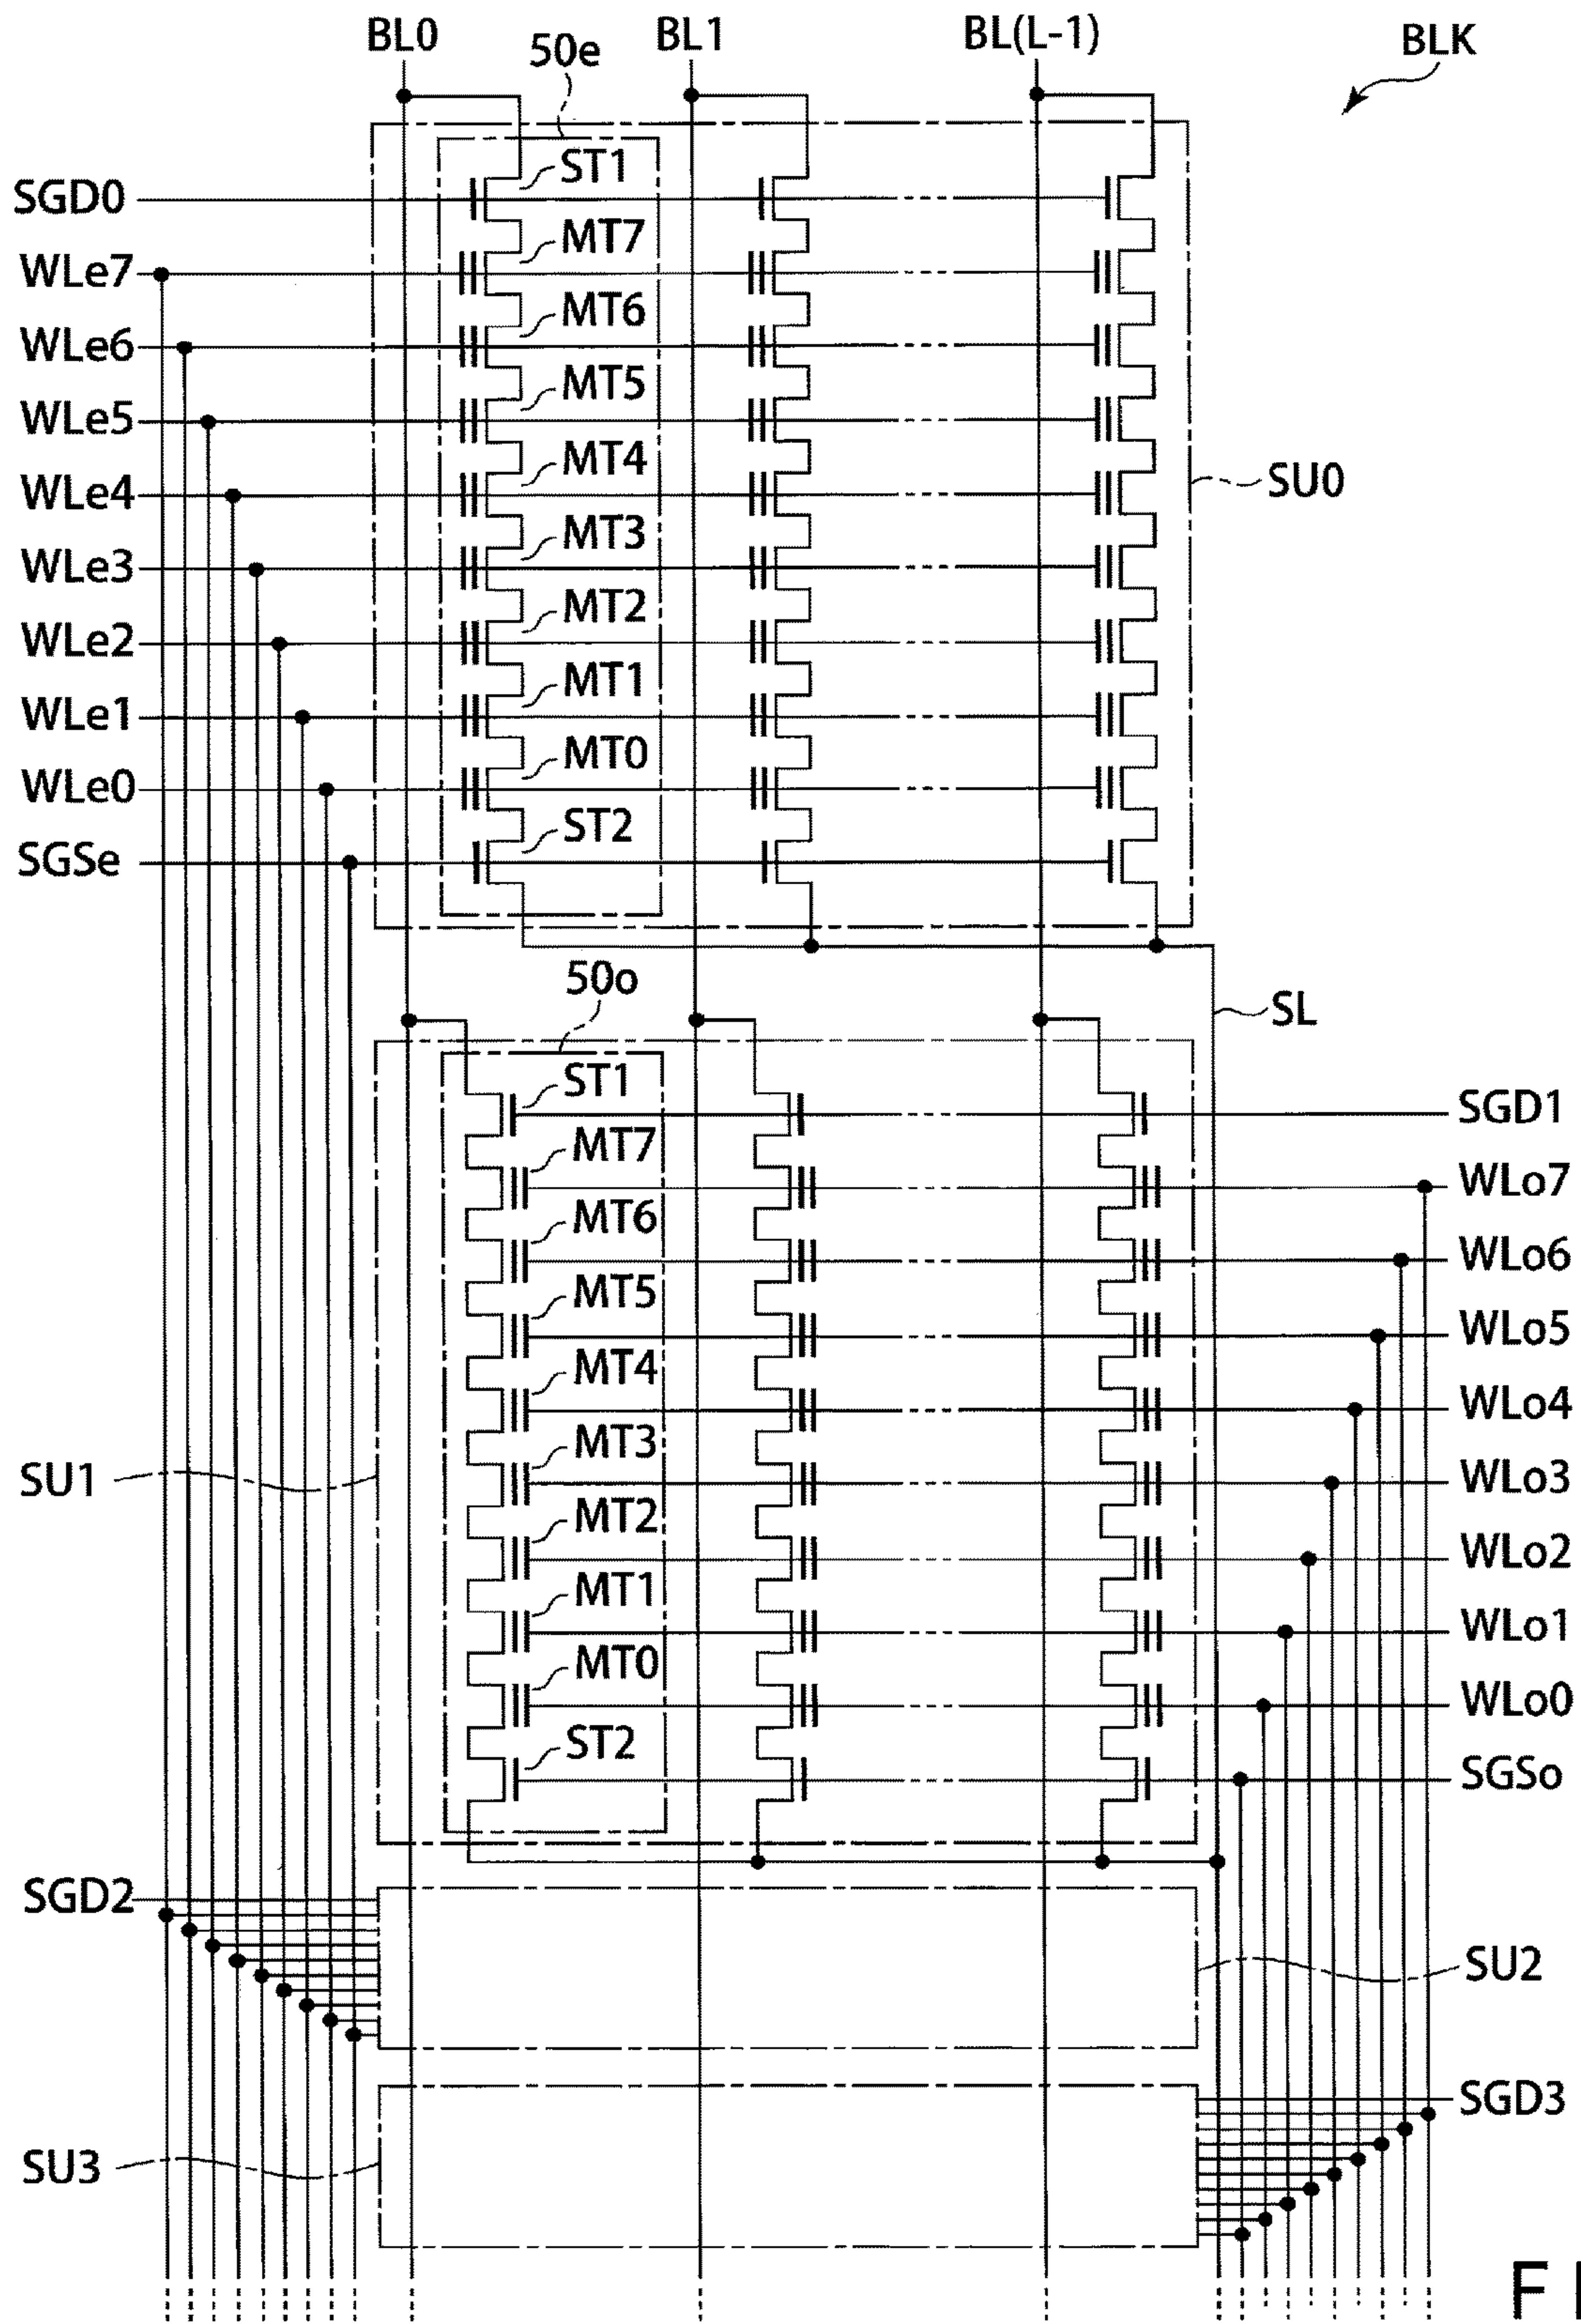 BL0 BL1 BL(L-1) BLK
50e
ST1
SGD0
MT7
WLe7
MT6
WLe6
MT5
WLe5
MT4
WLe4
SU0
MT3
WLe3
MT2
WLe2
MT1
WLe1
MT0
WLe0
ST2
SGSe
50o
SL
ST1
SGD1
MT7
WLo7
MT6
WLo6
MT5
WLo5
MT4
WLo4
MT3
SU1
WLo3
MT2
WLo2
MT1
WLo1
MT0
WLo0
ST2
SGSo
SGD2
SU2
SGD3
SU3